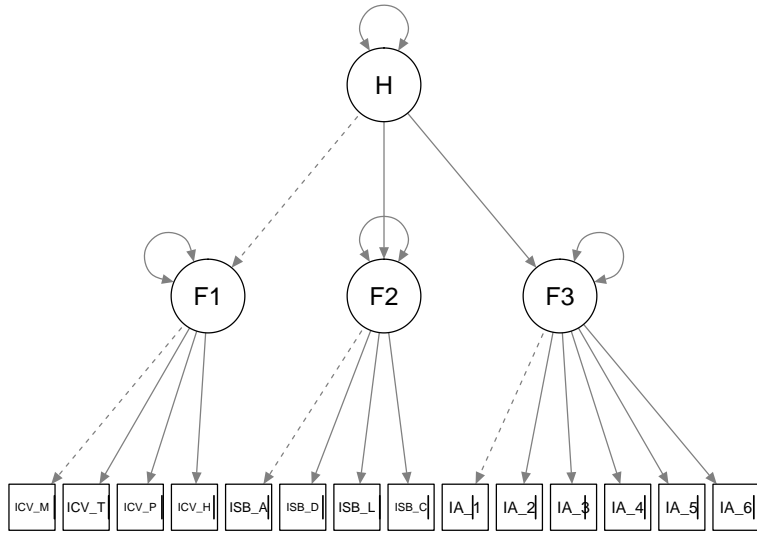 H
F1 F2 F3
ICV_M ICV_T ICV_P ICV_H ISB_A ISB_D ISB_L ISB_C IA_1 IA_2 IA_3 IA_4 IA_5 IA_6